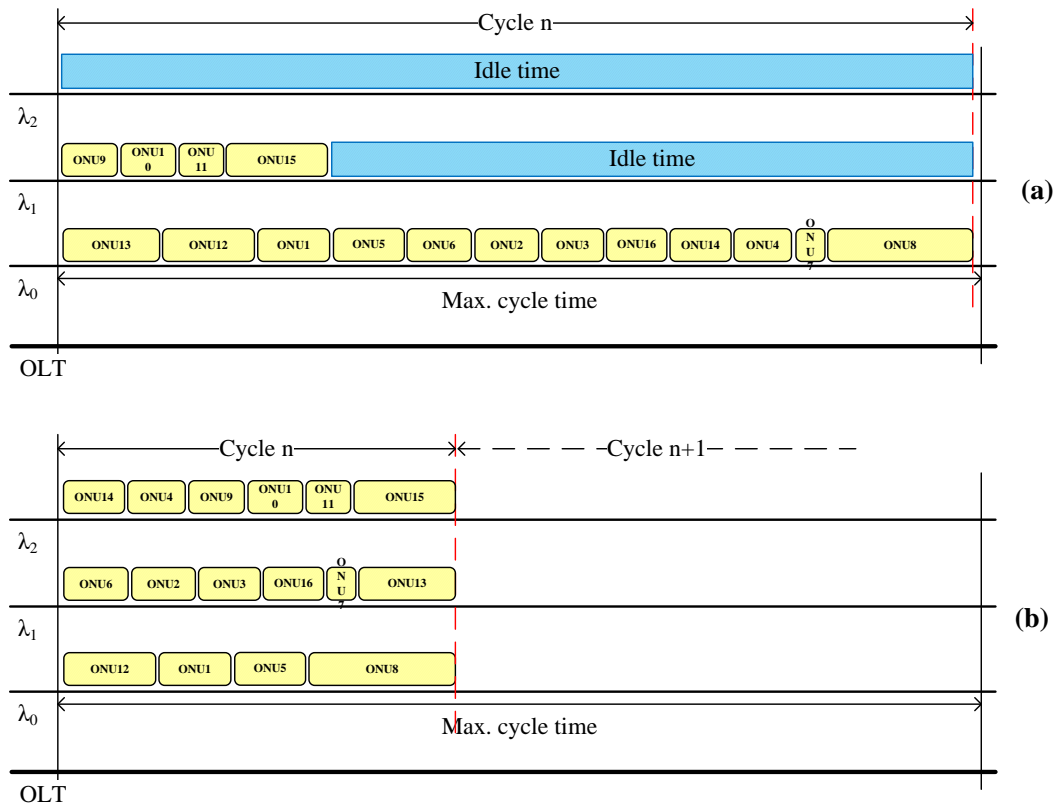 Cycle n
Idle time
λ2
ONU9 ONU1
0 ONU
11 ONU15 Idle time
(a)
λ1
ONU13 ONU12 ONU1 ONU5 ONU6 ONU2 ONU3 ONU16 ONU14 ONU4 O
N
U
7 ONU8
λ0
Max. cycle time
OLT
Cycle n Cycle n+1
ONU14 ONU4 ONU9 ONU1
0 ONU
11 ONU15
λ2
ONU6 ONU2 ONU3 ONU16 O
N
U
7 ONU13
(b)
λ1
ONU12 ONU1 ONU5 ONU8
λ0
Max. cycle time
OLT